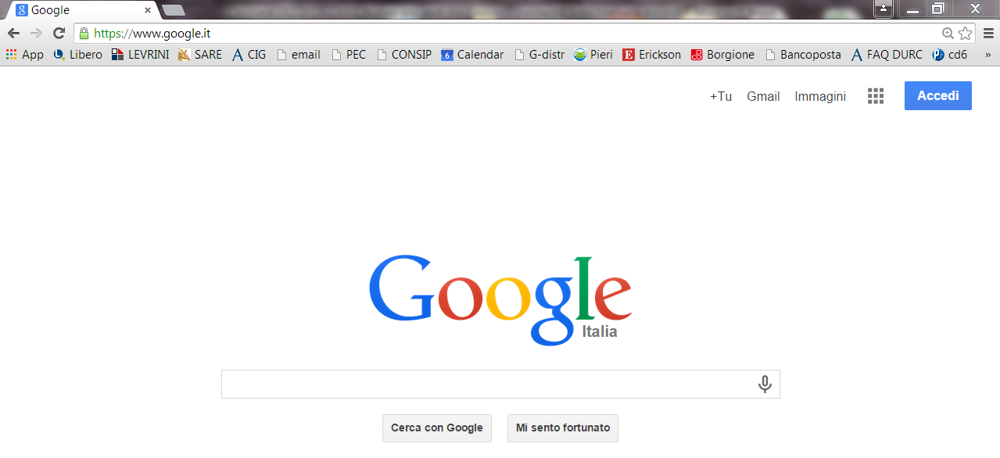 Google
https://www.google.it
App Libero LEVRINI SARE CIG email PEC CONSIP Calendar G-distr Pieri Erickson Borgione Bancoposta FAQ DURC cd6 »
+Tu Gmail Immagini Accedi
Google
Italia
Cerca con Google Mi sento fortunato